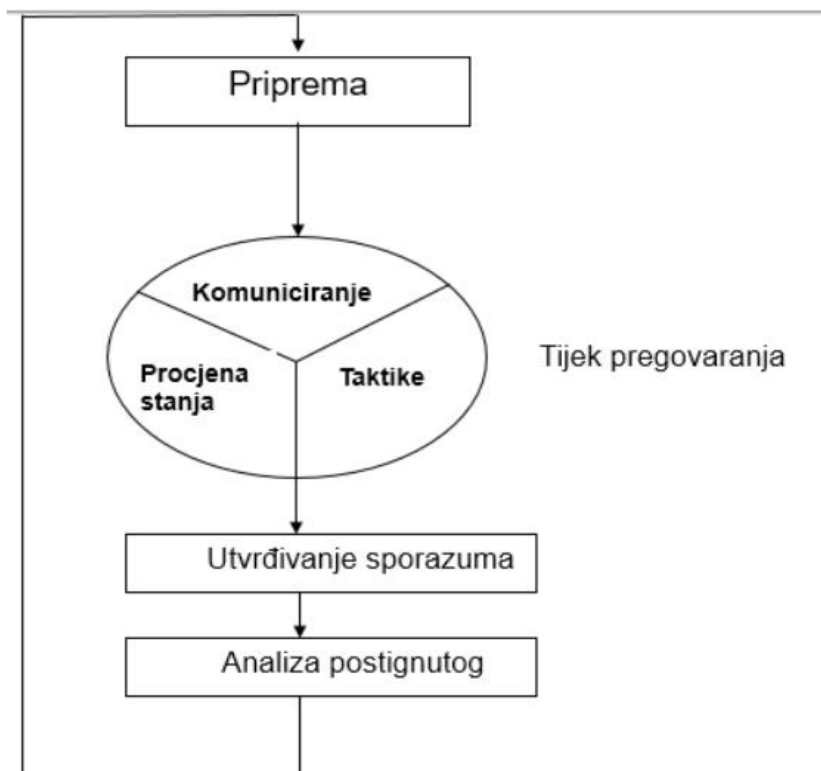 Priprema
Komuniciranje
Procjena
stanja
Taktike
Tijek pregovaranja
Utvrđivanje sporazuma
Analiza postignutog